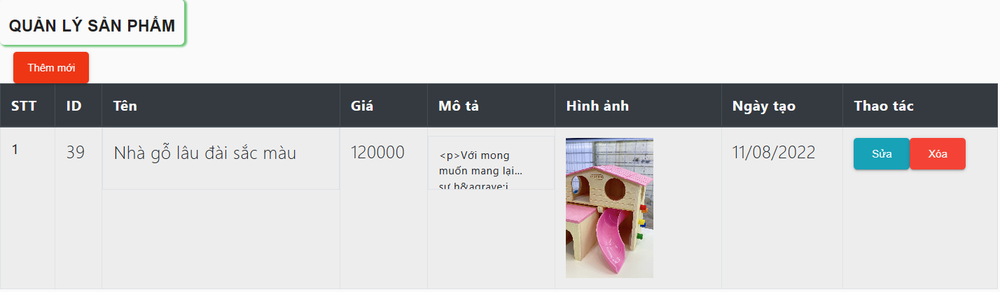 QUẢN LÝ SẢN PHẨM
Thêm mới
STT ID Tên Giá Mô tả Hình ảnh Ngày tạo Thao tác
1 39 Nhà gỗ lâu đài sắc màu 120000 11/08/2022 Sửa Xóa
<p>Với mong
muốn mang lại...
sự h&agrave;i